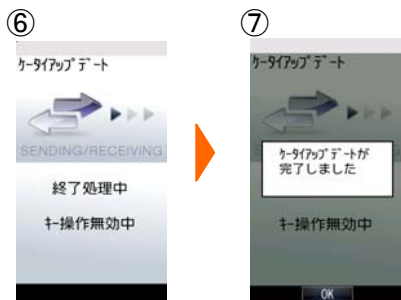 ⑥
ｹｰﾀｲｱｯﾌﾟﾃﾞｰﾄ
SENDING/RECEIVING
終了処理中
ｷｰ操作無効中
⑦
ｹｰﾀｲｱｯﾌﾟﾃﾞｰﾄ
ｹｰﾀｲｱｯﾌﾟﾃﾞｰﾄが
完了しました
ｷｰ操作無効中
OK